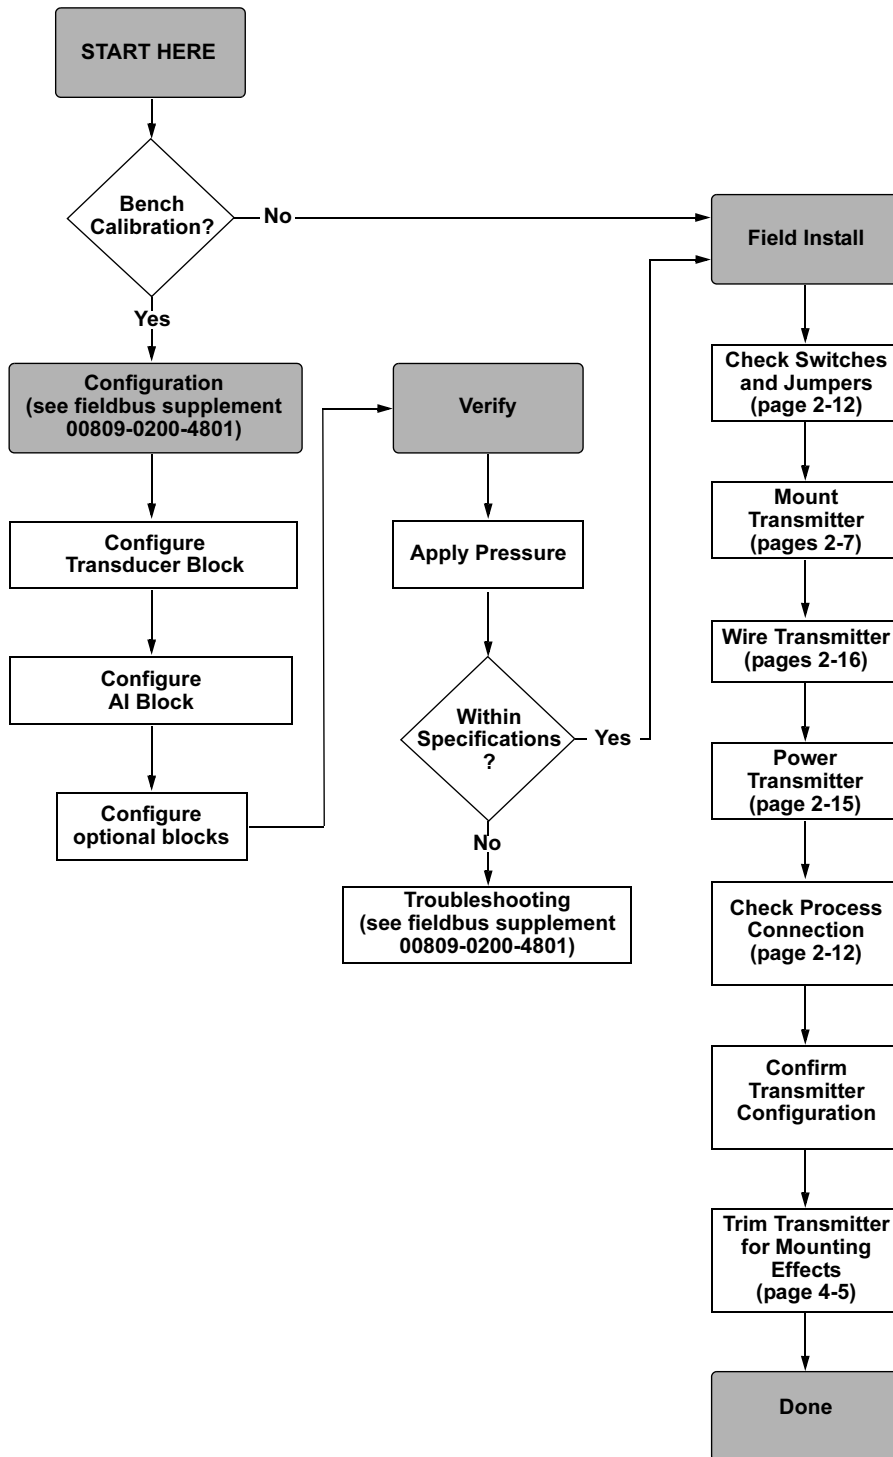 START HERE
Bench
Calibration?
No
Yes
Configuration
(see fieldbus supplement
00809-0200-4801)
Configure
Transducer Block
Configure
AI Block
Configure
optional blocks
Verify
Apply Pressure
Within
Specifications
?
Yes
No
Troubleshooting
(see fieldbus supplement
00809-0200-4801)
Field Install
Check Switches
and Jumpers
(page 2-12)
Mount
Transmitter
(pages 2-7)
Wire Transmitter
(pages 2-16)
Power
Transmitter
(page 2-15)
Check Process
Connection
(page 2-12)
Confirm
Transmitter
Configuration
Trim Transmitter
for Mounting
Effects
(page 4-5)
Done